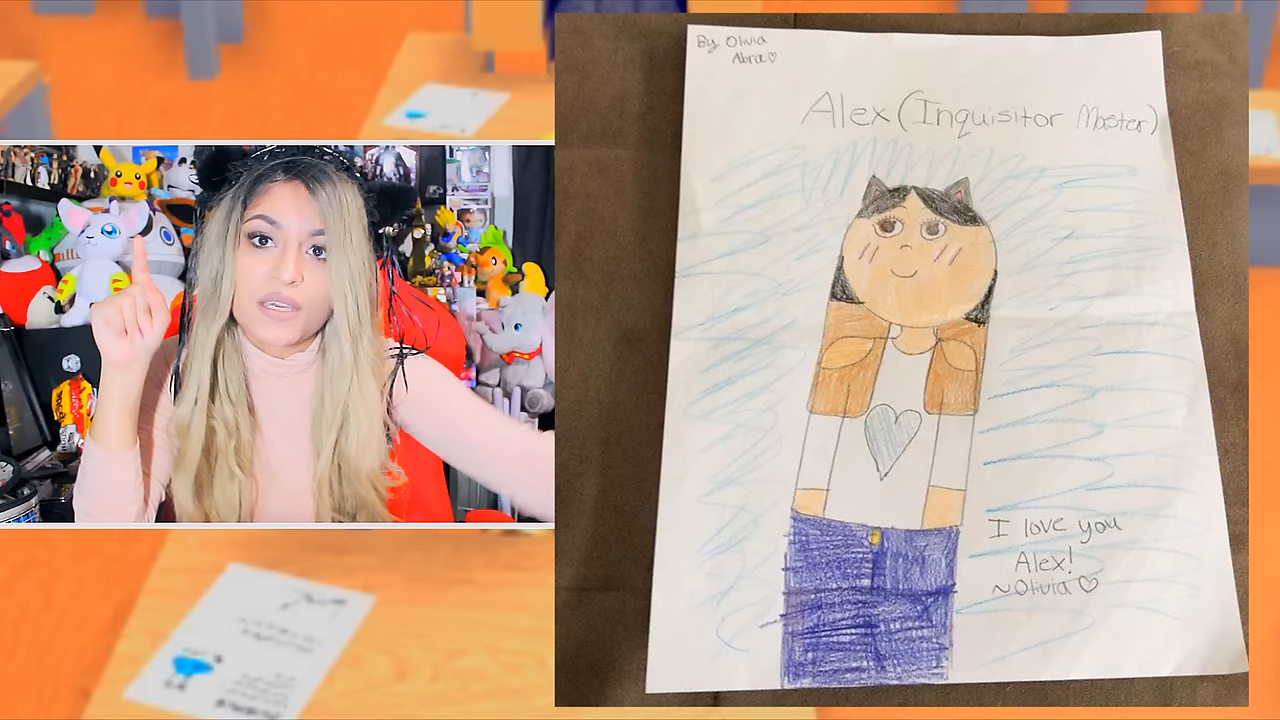 By Olivia
Abra♡
Alex (Inquisitor Master)
I love you
Alex!
~Olivia♡